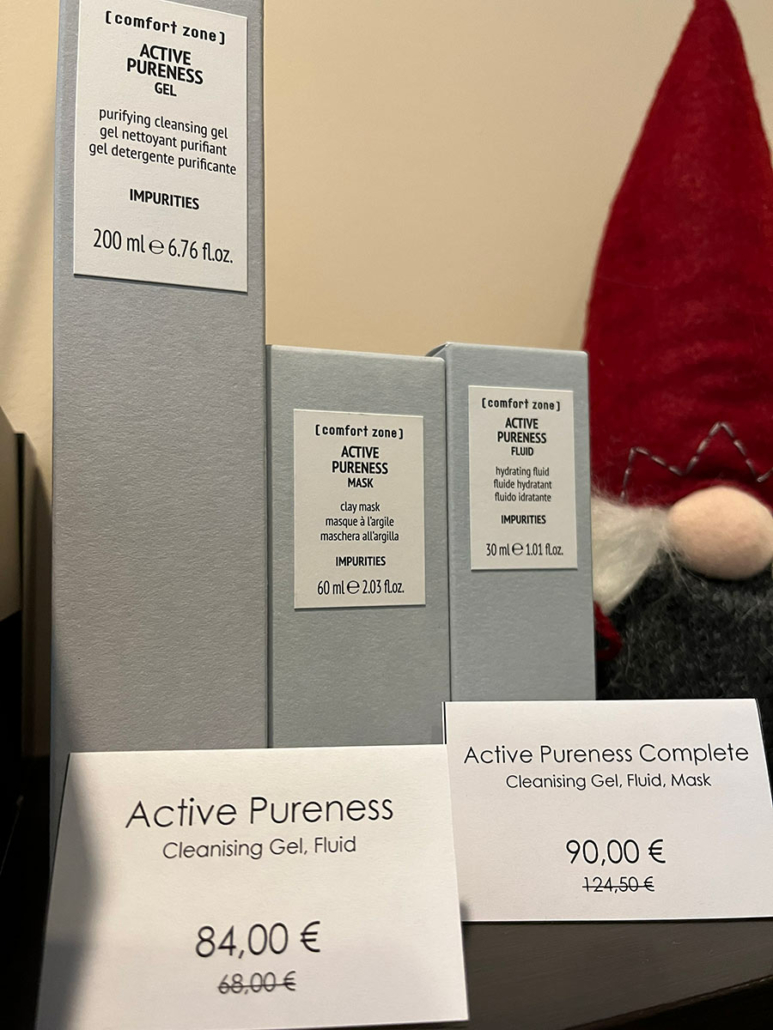 [comfort zone]
ACTIVE
PURENESS
GEL
purifying cleansing gel
gel nettoyant purifiant
gel detergente purificante
IMPURITIES
200 ml e 6.76 fl.oz.
[comfort zone]
ACTIVE
PURENESS
MASK
clay mask
masque à l'argile
maschera all'argilla
IMPURITIES
60 ml e 2.03 fl.oz.
[comfort zone]
ACTIVE
PURENESS
FLUID
hydrating fluid
fluide hydratant
fluido idratante
IMPURITIES
30 ml e 1.01 fl.oz.
Active Pureness
Cleanising Gel, Fluid
84,00 €
68,00 €
Active Pureness Complete
Cleanising Gel, Fluid, Mask
90,00 €
124,50 €